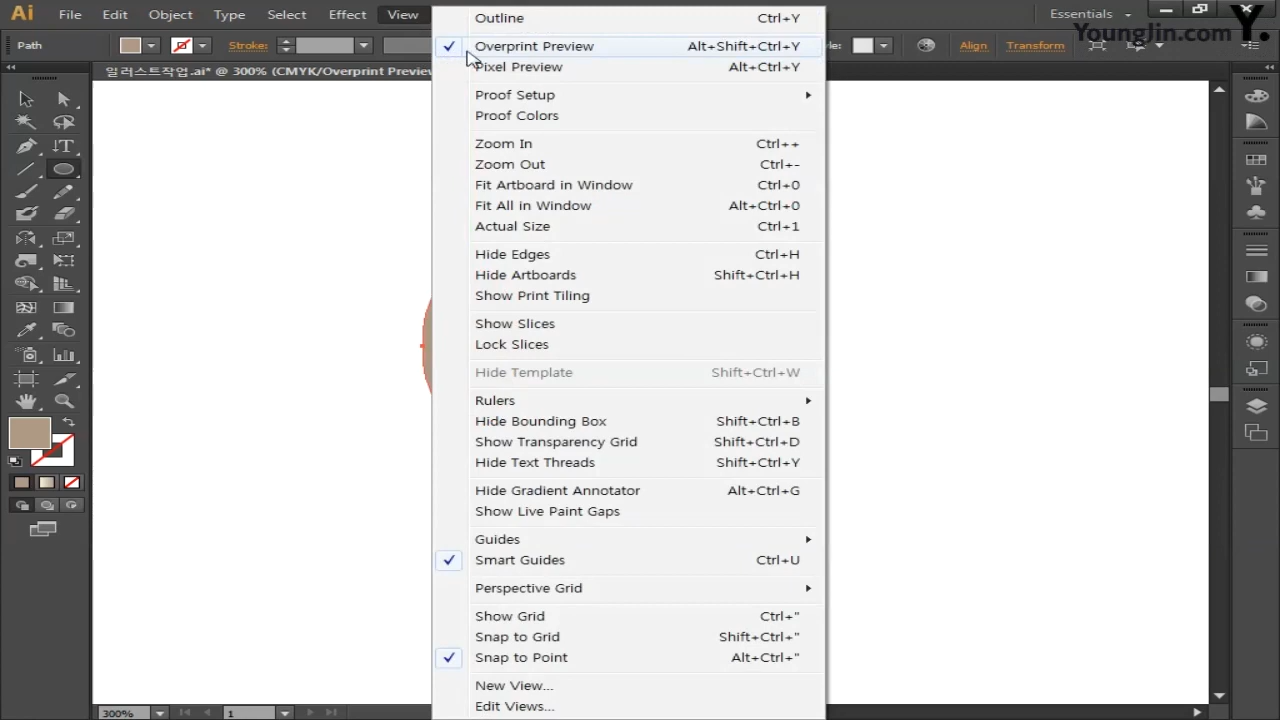 Ai File Edit Object Type Select Effect View Essentials
YoungJin.com Y.
Path Stroke: Align Transform
일러스트작업.ai* @ 300% (CMYK/Overprint Preview
Outline Ctrl+Y
Overprint Preview Alt+Shift+Ctrl+Y
Pixel Preview Alt+Ctrl+Y
Proof Setup
Proof Colors
Zoom In Ctrl++
Zoom Out Ctrl+-
Fit Artboard in Window Ctrl+0
Fit All in Window Alt+Ctrl+0
Actual Size Ctrl+1
Hide Edges Ctrl+H
Hide Artboards Shift+Ctrl+H
Show Print Tiling
Show Slices
Lock Slices
Hide Template Shift+Ctrl+W
Rulers
Hide Bounding Box Shift+Ctrl+B
Show Transparency Grid Shift+Ctrl+D
Hide Text Threads Shift+Ctrl+Y
Hide Gradient Annotator Alt+Ctrl+G
Show Live Paint Gaps
Guides
Smart Guides Ctrl+U
Perspective Grid
Show Grid Ctrl+"
Snap to Grid Shift+Ctrl+"
Snap to Point Alt+Ctrl+"
New View...
Edit Views...
300% 1